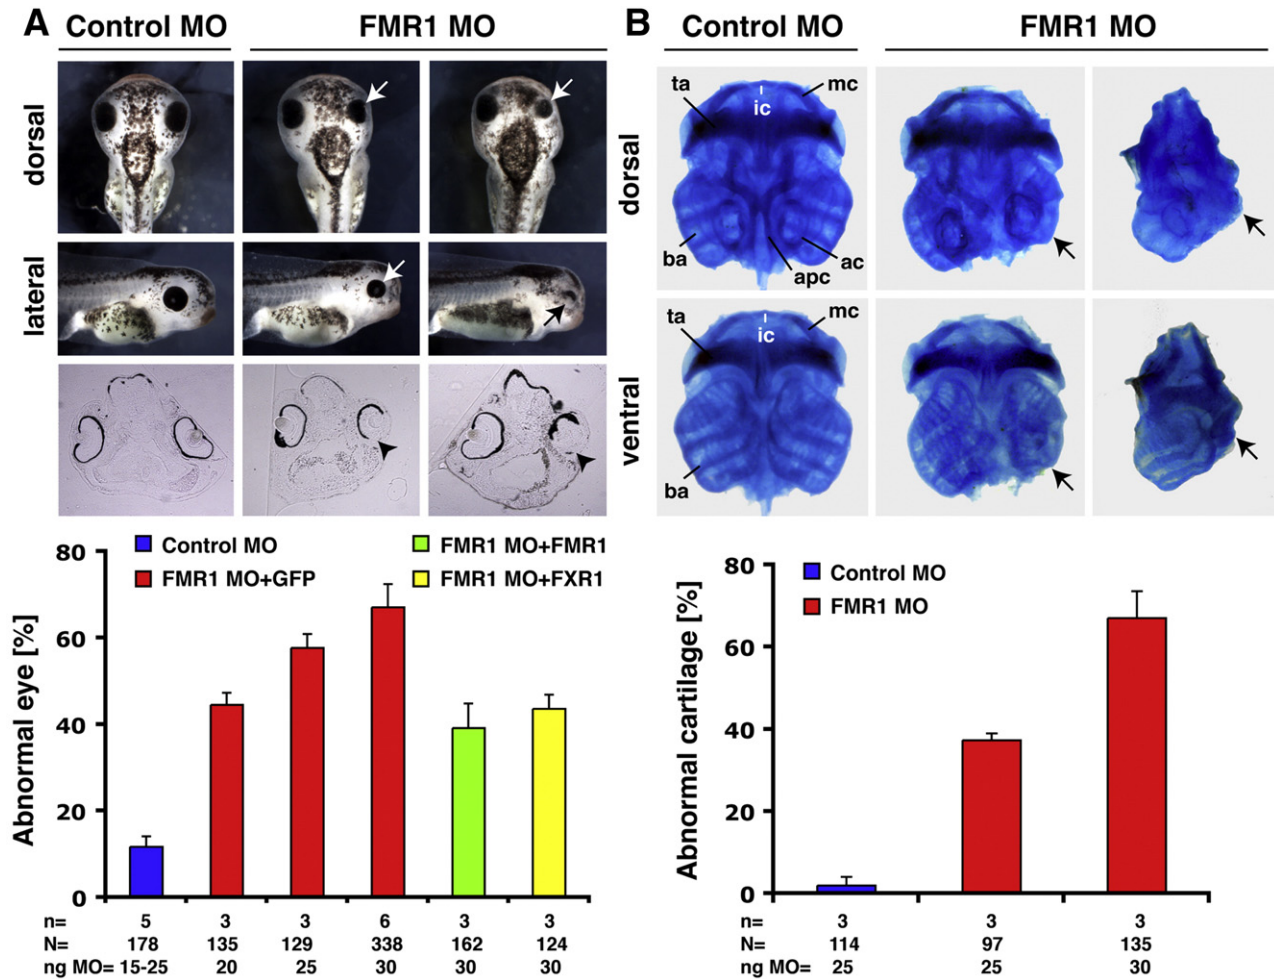 A Control MO FMR1 MO
dorsal
lateral
Control MO FMR1 MO+FMR1
FMR1 MO+GFP FMR1 MO+FXR1
Abnormal eye [%]
80
60
40
20
0
n= 5 3 3 6 3 3
N= 178 135 129 338 162 124
ng MO= 15-25 20 25 30 30 30
B Control MO FMR1 MO
dorsal
ta ic mc
ba apc ac
ventral
ta ic mc
ba
Control MO
FMR1 MO
Abnormal cartilage [%]
80
60
40
20
0
n= 3 3 3
N= 114 97 135
ng MO= 25 25 30